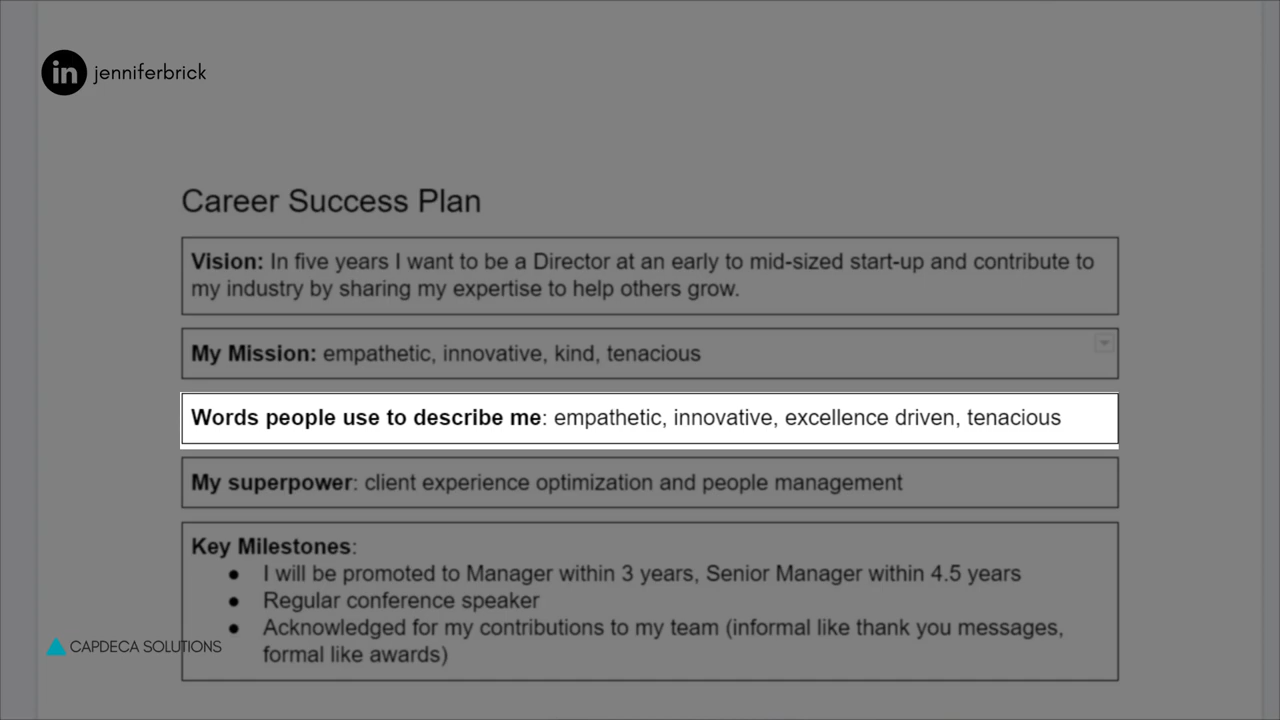 in jenniferbrick
Career Success Plan
Vision: In five years I want to be a Director at an early to mid-sized start-up and contribute to
my industry by sharing my expertise to help others grow.
My Mission: empathetic, innovative, kind, tenacious
Words people use to describe me: empathetic, innovative, excellence driven, tenacious
My superpower: client experience optimization and people management
Key Milestones:
● I will be promoted to Manager within 3 years, Senior Manager within 4.5 years
● Regular conference speaker
● Acknowledged for my contributions to my team (informal like thank you messages,
formal like awards)
CAPDECA SOLUTIONS